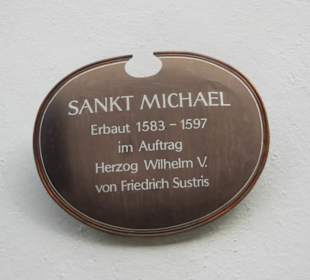 SANKT MICHAEL
Erbaut 1583 - 1597
im Auftrag
Herzog Wilhelm V.
von Friedrich Sustris